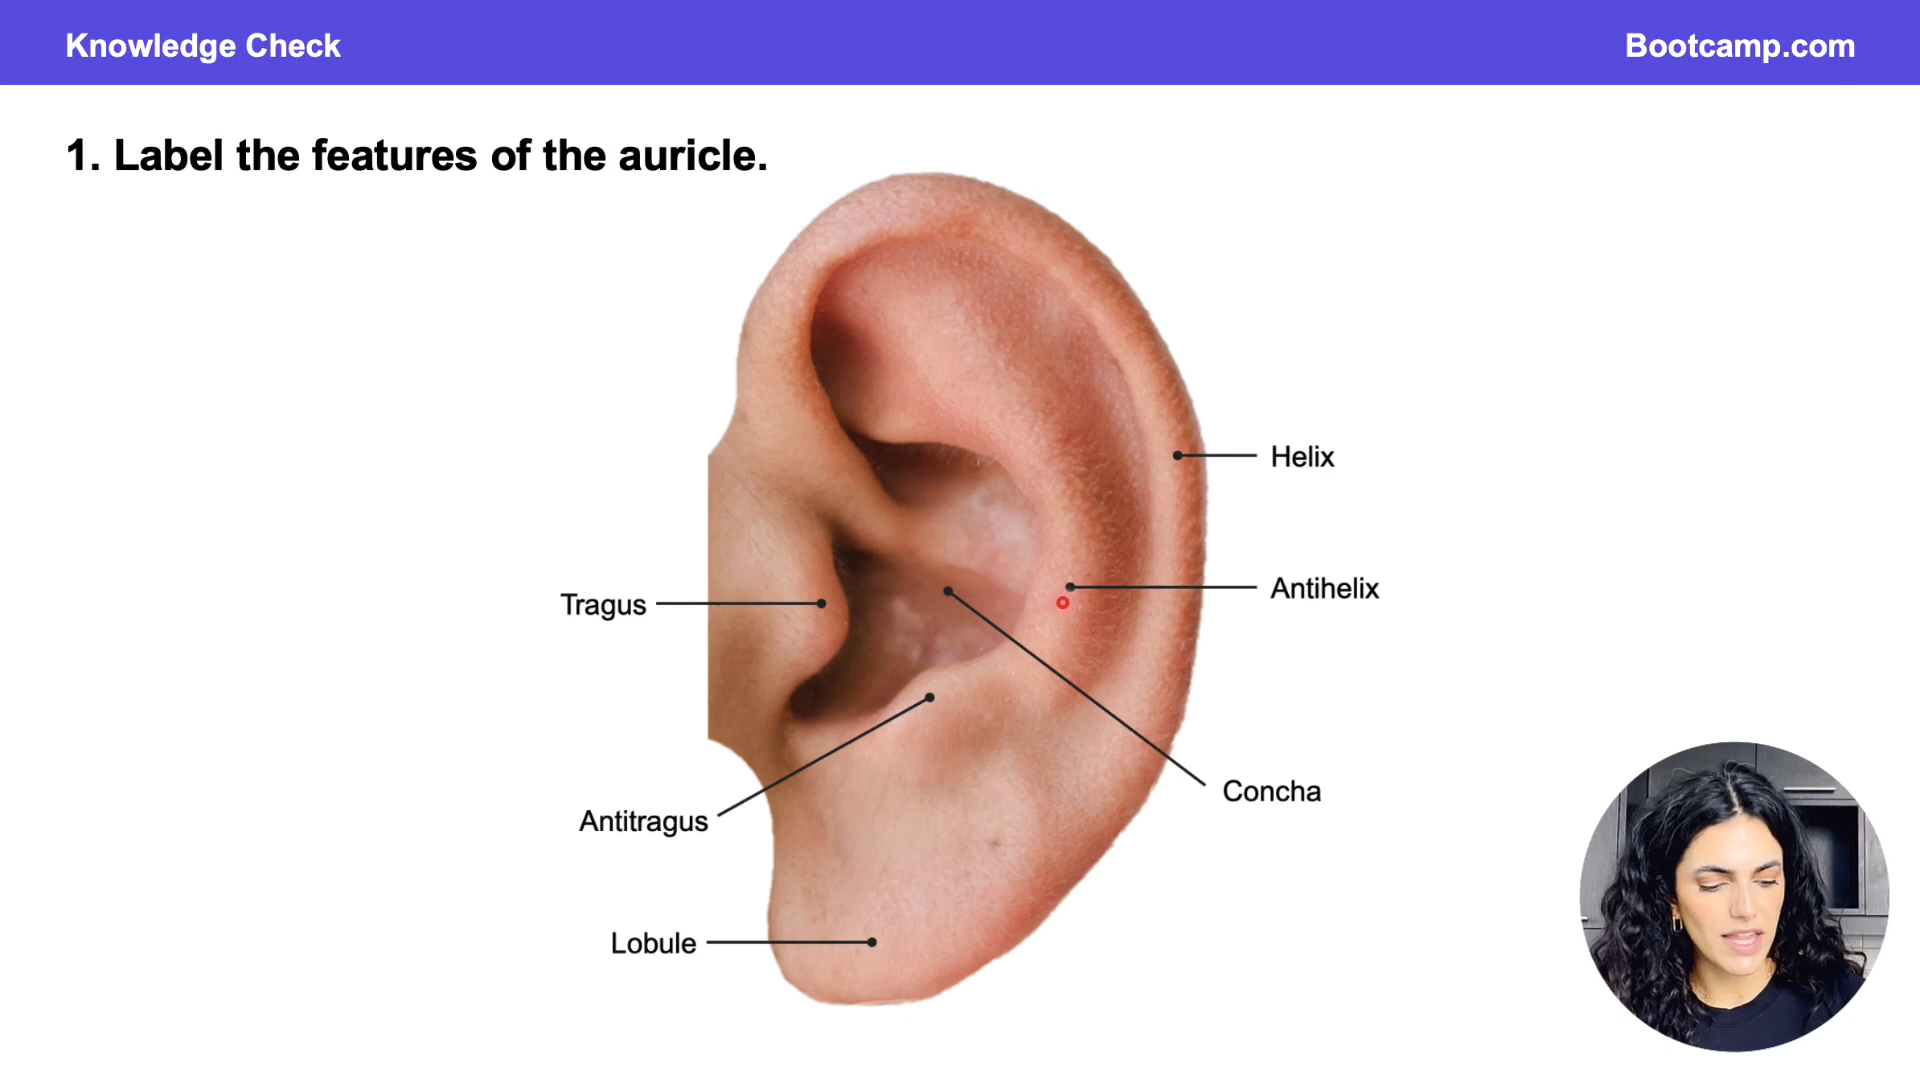 Knowledge Check
Bootcamp.com
1. Label the features of the auricle.
Helix
Antihelix
Tragus
Concha
Antitragus
Lobule